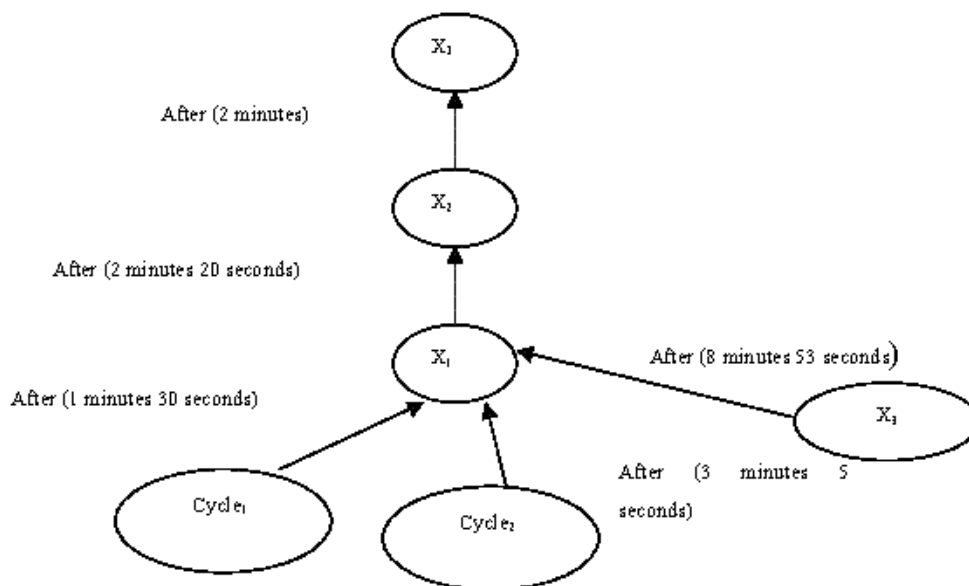 X₃
After (2 minutes)
X₂
After (2 minutes 20 seconds)
X₁
After (8 minutes 53 seconds)
After (1 minutes 30 seconds)
X₃
After (3 minutes 5
seconds)
Cycle₁
Cycle₂